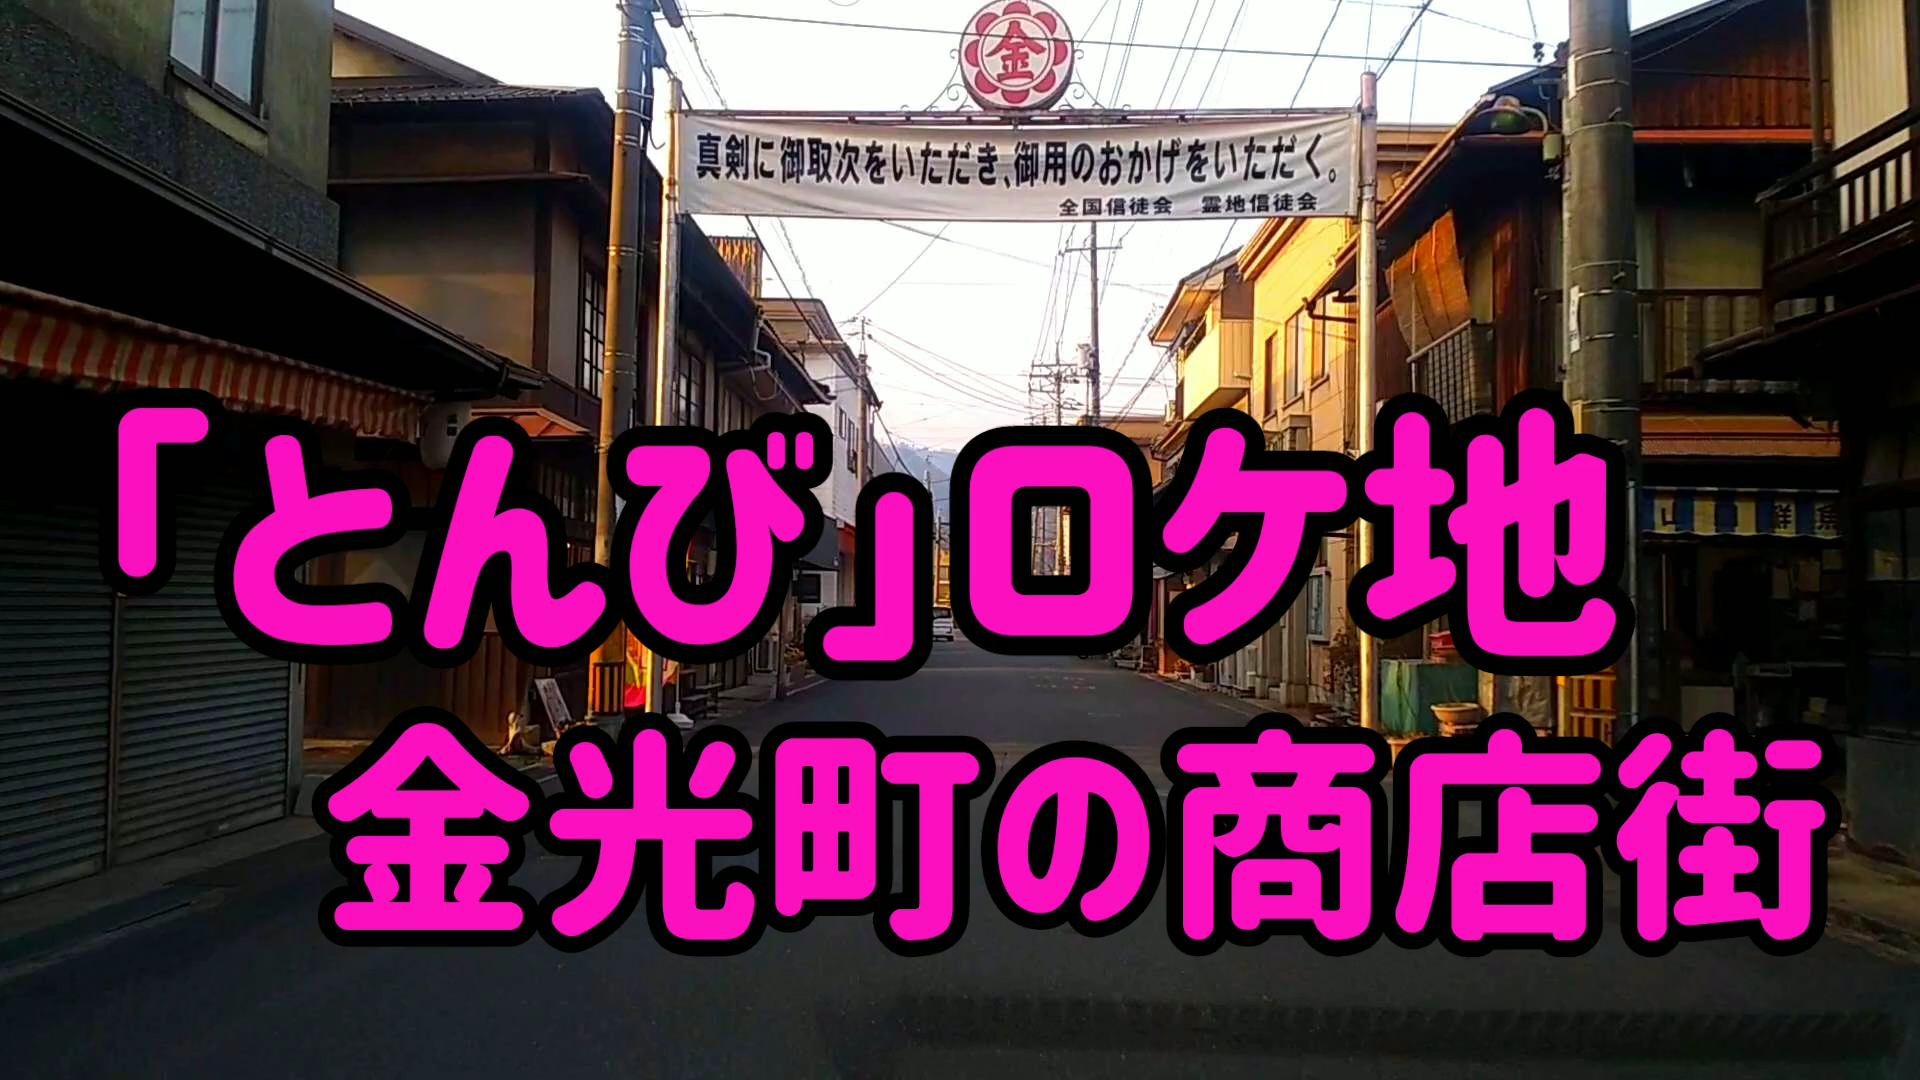 金
真剣に御取次をいただき、御用のおかげをいただく。
全国信徒会　霊地信徒会
「とんび」ロケ地
金光町の商店街